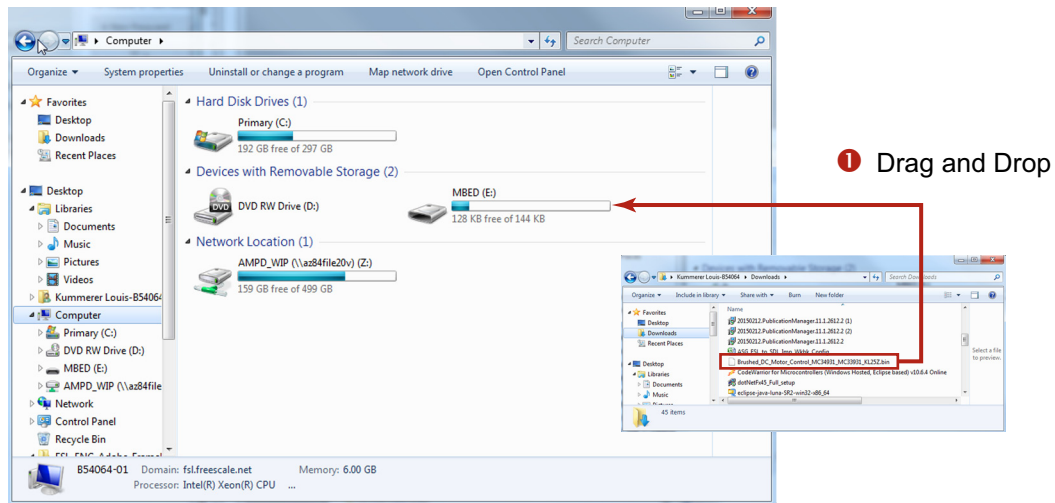 Computer
Search Computer
Organize System properties Uninstall or change a program Map network drive Open Control Panel
Favorites
Desktop
Downloads
Recent Places
Desktop
Libraries
Documents
Music
Pictures
Videos
Kummerer Louis-B54064
Computer
Primary (C:)
DVD RW Drive (D:)
MBED (E:)
AMPD_WIP (\\az84file
Network
Control Panel
Recycle Bin
Hard Disk Drives (1)
Primary (C:)
192 GB free of 297 GB
Devices with Removable Storage (2)
DVD
DVD RW Drive (D:)
MBED (E:)
128 KB free of 144 KB
Network Location (1)
AMPD_WIP (\\az84file20v) (Z:)
159 GB free of 499 GB
B54064-01 Domain: fsl.freescale.net Memory: 6.00 GB
Processor: Intel(R) Xeon(R) CPU ...
1 Drag and Drop
Kummerer Louis-B54064 Downloads
Search Downloads
Organize Include in library Share with Burn New folder
Favorites
Desktop
Downloads
Recent Places
Desktop
Libraries
Documents
Music
Name
20150212.PublicationManager.11.1.2612.2 (1)
20150212.PublicationManager.11.1.2612.2 (2)
20150212.PublicationManager.11.1.2612.2
ASG_FSL_to_SDL_Imp_Wkbk_Config
Brushed_DC_Motor_Control_MC34931_MC33931_KL25Z.bin
CodeWarrior for Microcontrollers (Windows Hosted, Eclipse based) v10.6.4 Online
dotNetFx45_Full_setup
eclipse-java-luna-SR2-win32-x86_64
Select a file
to preview.
45 items